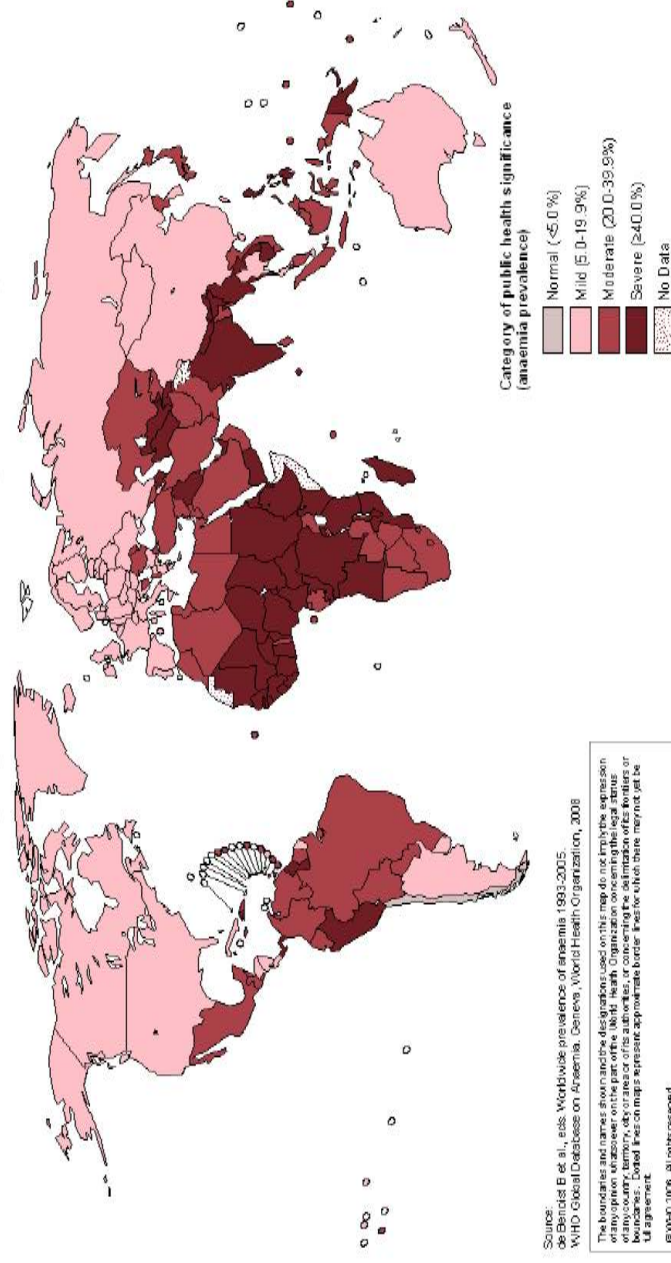 Category of public health significance
(anaemia prevalence)
Normal (<5.0%)
Mild (5.0-19.9%)
Moderate (20.0-39.9%)
Severe (≥40.0%)
No Data
Source:
de Benoist B et al., eds. Worldwide prevalence of anaemia 1993-2005.
WHO Global Database on Anaemia. Geneva, World Health Organization, 2008
The boundaries and names shown and the designations used on this map do not imply the expression
of any opinion whatsoever on the part of the World Health Organization concerning the legal status
of any country, territory, city or area or of its authorities, or concerning the delimitation of its frontiers or
boundaries. Dotted lines on maps represent approximate border lines for which there may not yet be
full agreement.